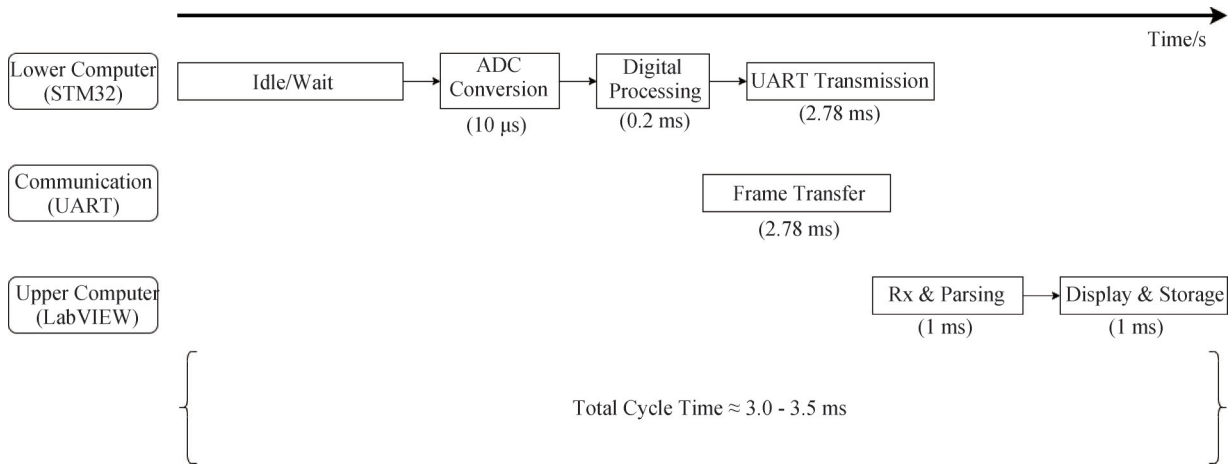 Time/s
Lower Computer
(STM32)
Idle/Wait
ADC
Conversion
(10 μs)
Digital
Processing
(0.2 ms)
UART Transmission
(2.78 ms)
Communication
(UART)
Frame Transfer
(2.78 ms)
Upper Computer
(LabVIEW)
Rx & Parsing
(1 ms)
Display & Storage
(1 ms)
Total Cycle Time ≈ 3.0 - 3.5 ms